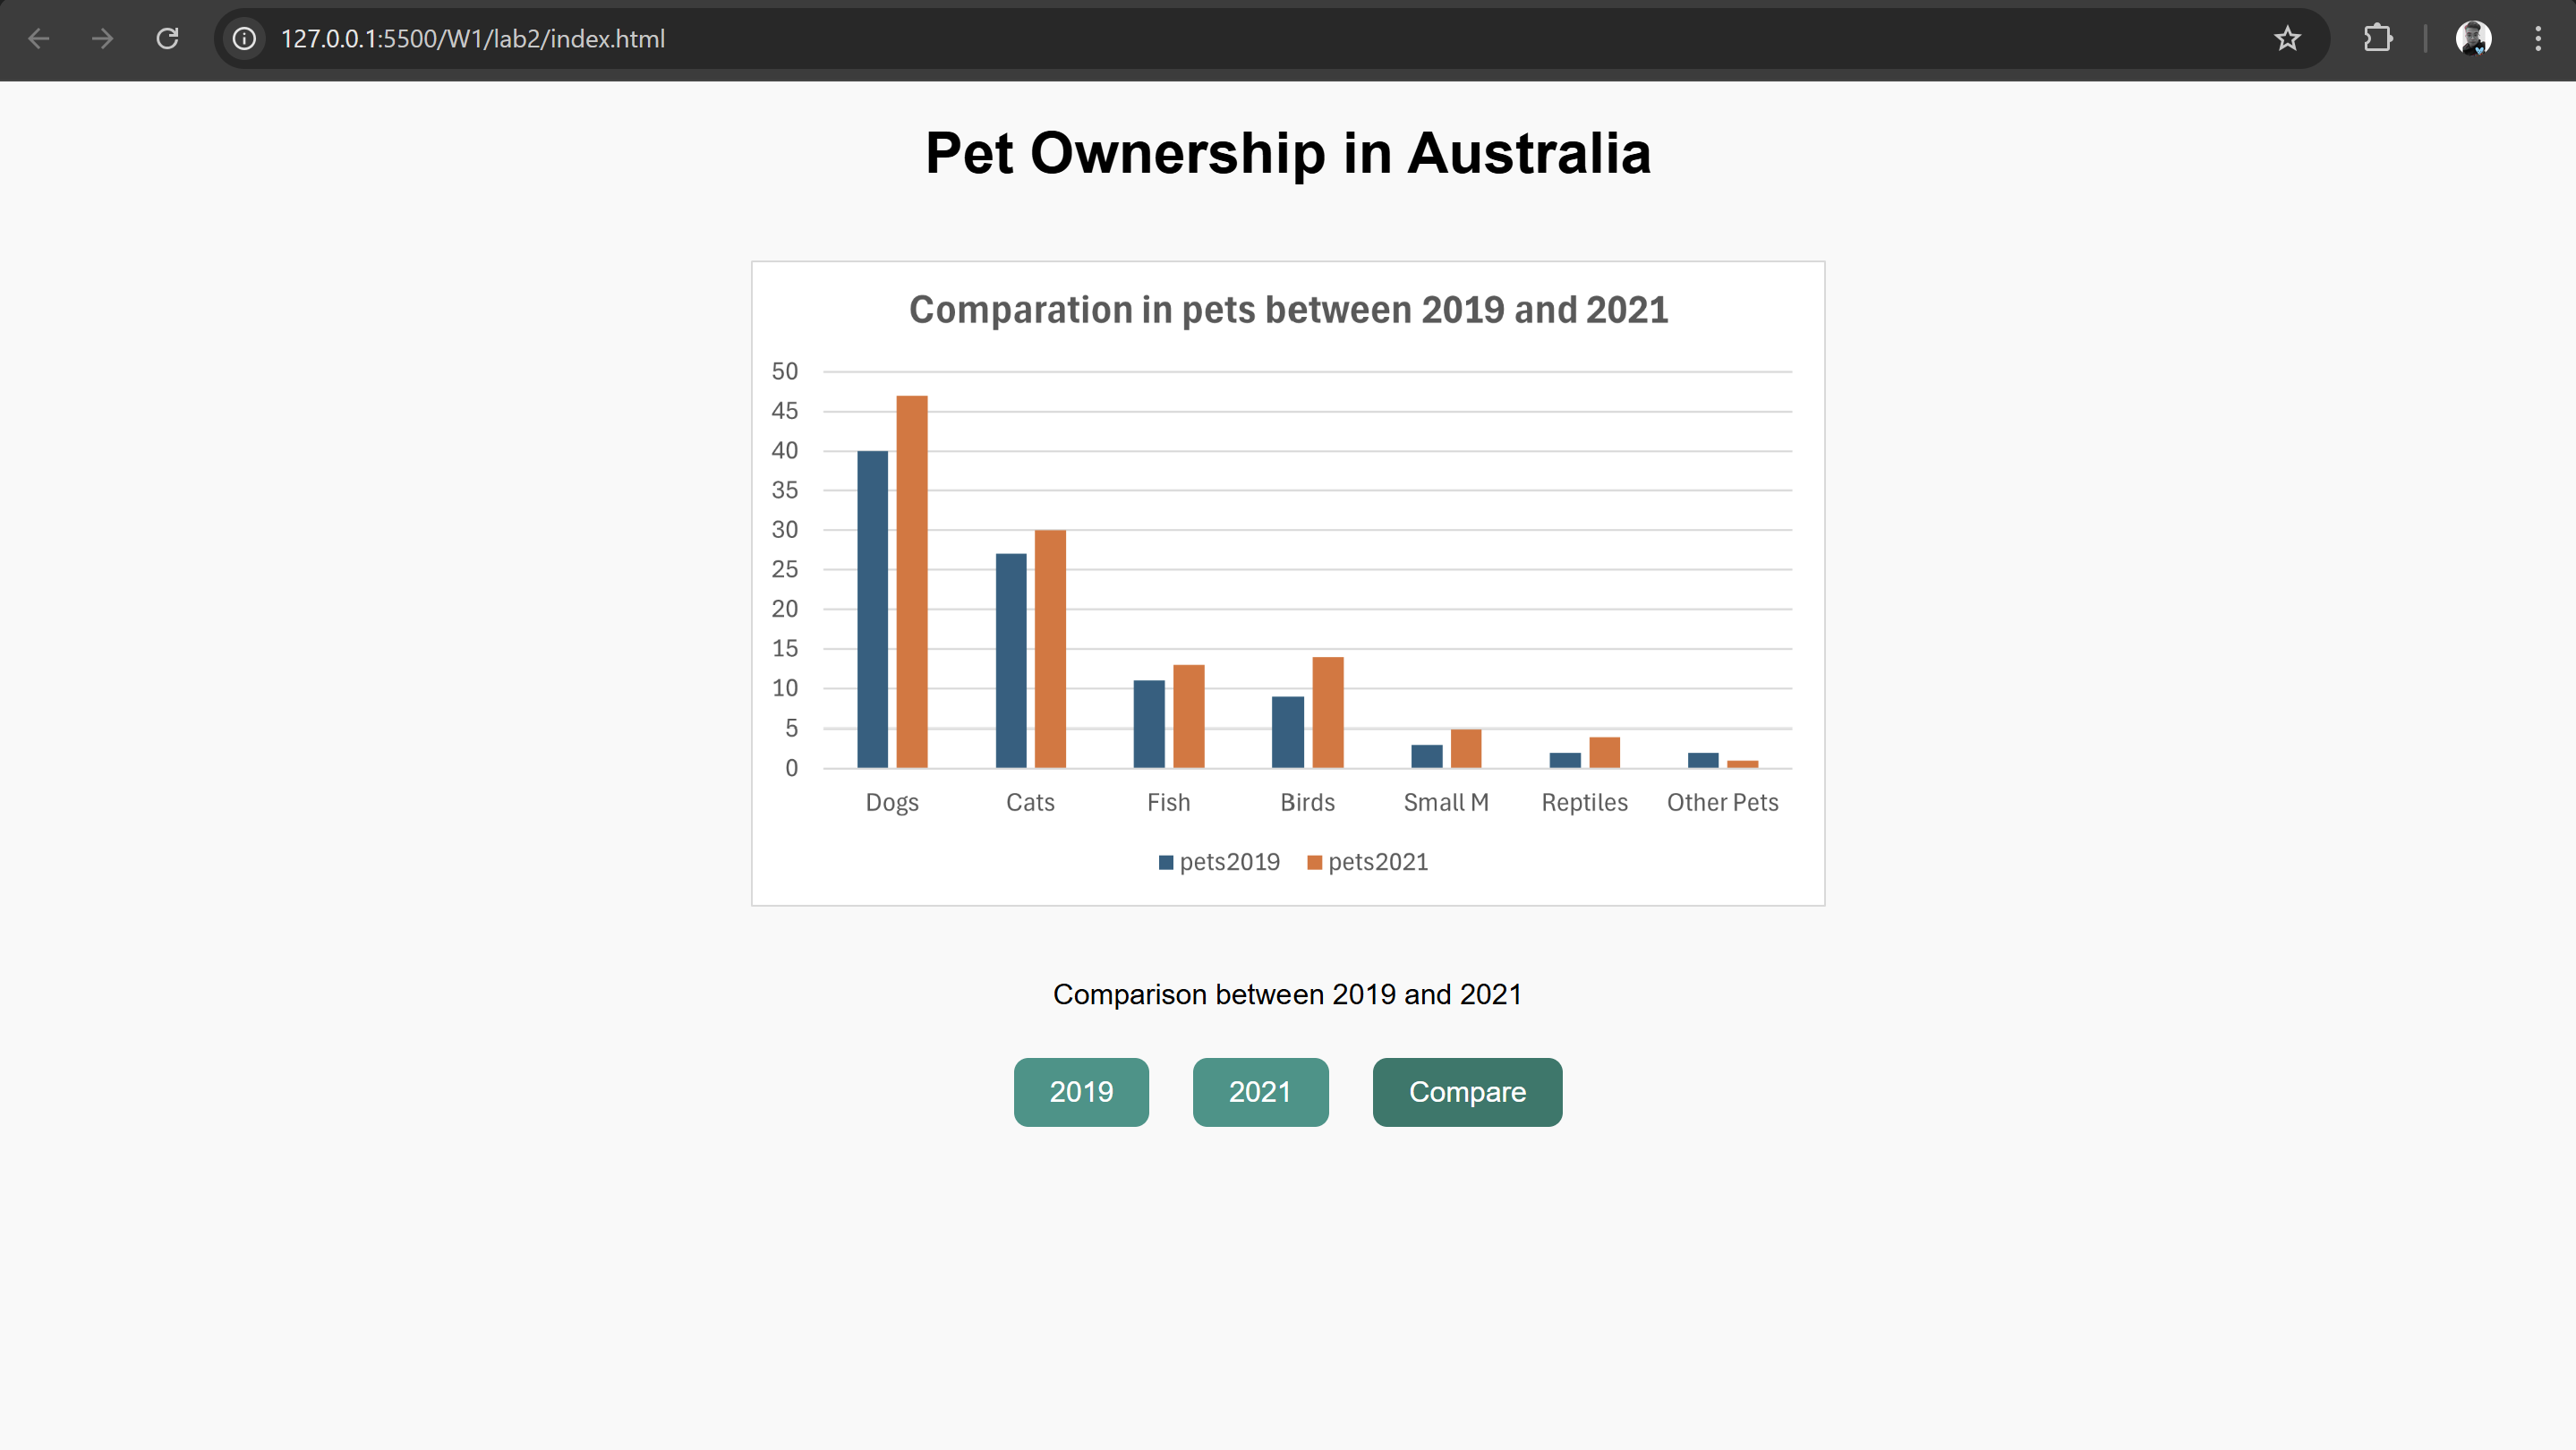 127.0.0.1:5500/W1/lab2/index.html
Pet Ownership in Australia
Comparation in pets between 2019 and 2021
50
45
40
35
30
25
20
15
10
5
0
Dogs Cats Fish Birds Small M Reptiles Other Pets
pets2019 pets2021
Comparison between 2019 and 2021
2019 2021 Compare